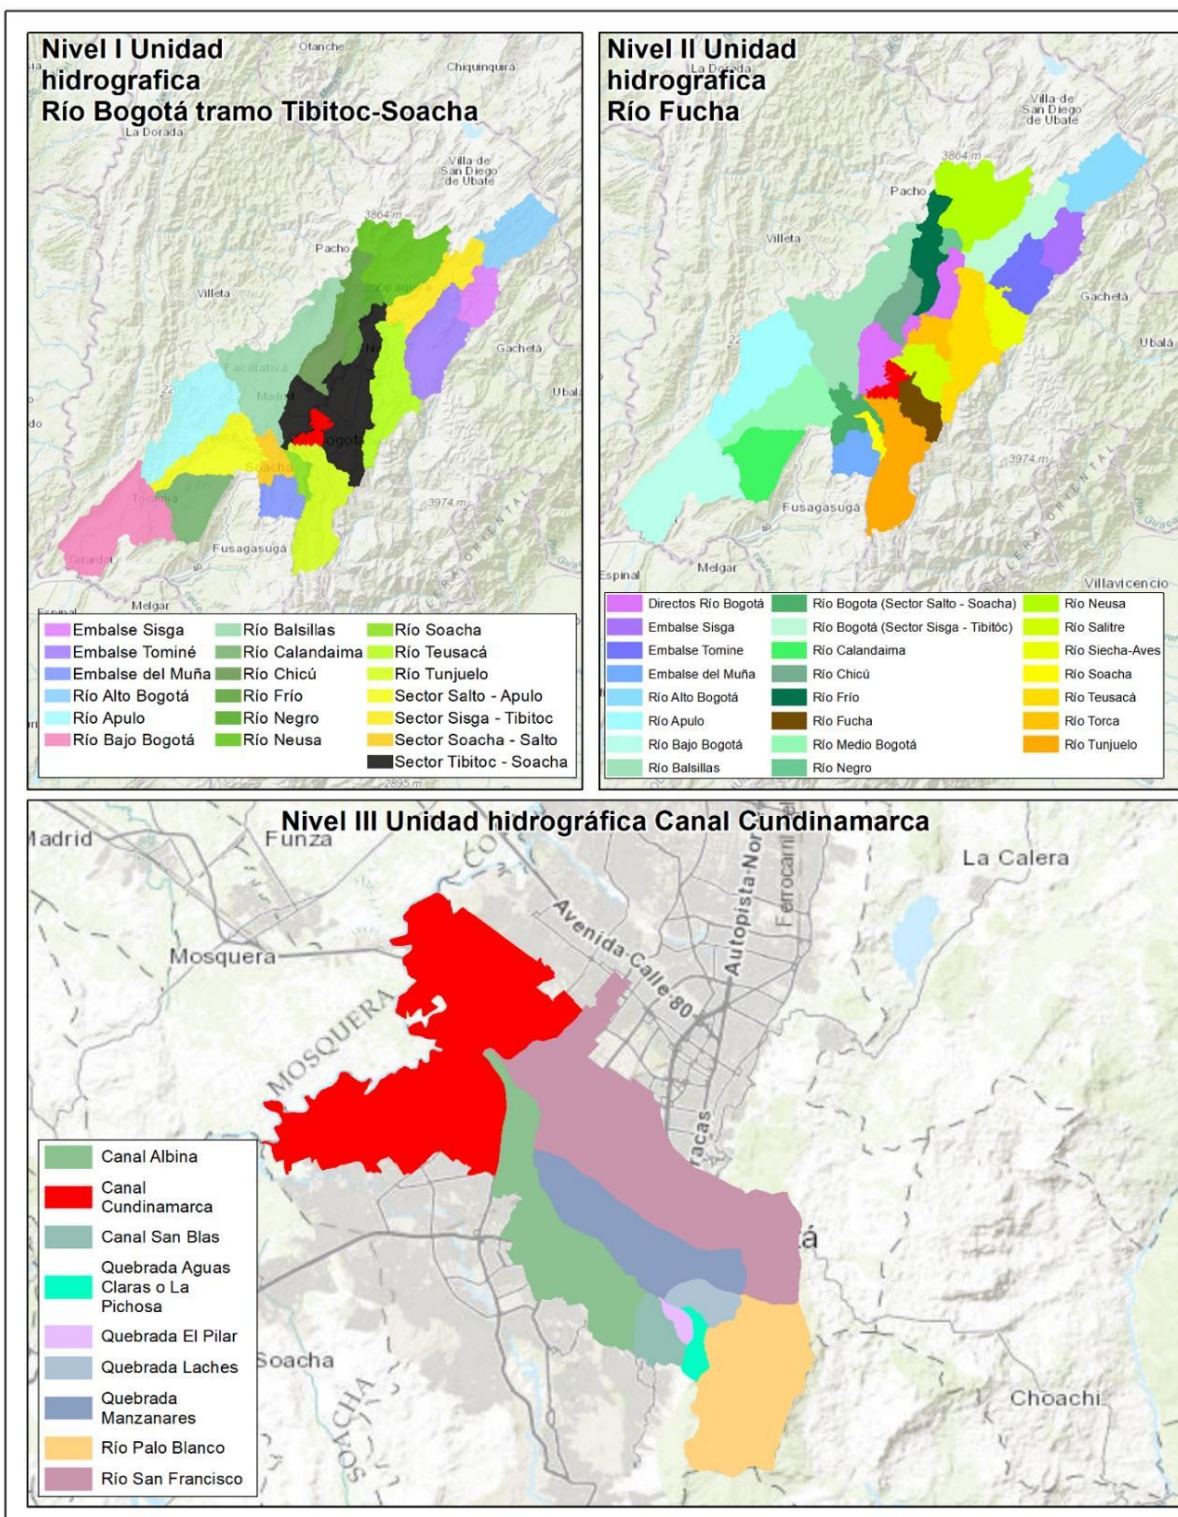 Nivel I Unidad
hidrografica
Río Bogotá tramo Tibitoc-Soacha
Otanche
Chiquinquirá
La Dorada
Villa de
San Diego
de Ubate
3864 m
Pacho
Zipaquirá
Villeta
Gachetá
Facatativá
Madrid
Bogotá
Soacha
Tocaima
3974 m
Girardot
Fusagasugá
Espinal
Melgar
2895 m
Embalse Sisga
Embalse Tominé
Embalse del Muña
Río Alto Bogotá
Río Apulo
Río Bajo Bogotá
Río Balsillas
Río Calandaima
Río Chicú
Río Frío
Río Negro
Río Neusa
Río Soacha
Río Teusacá
Río Tunjuelo
Sector Salto - Apulo
Sector Sisga - Tibitoc
Sector Soacha - Salto
Sector Tibitoc - Soacha
Nivel II Unidad
hidrografica
Río Fucha
La Dorada
Villa de
San Diego
de Ubate
3864 m
Pacho
Villeta
Gachetá
Ubalá
3974 m
Fusagasugá
Espinal
Melgar
Villavicencio
Directos Río Bogotá
Embalse Sisga
Embalse Tomine
Embalse del Muña
Río Alto Bogotá
Río Apulo
Río Bajo Bogotá
Río Balsillas
Río Bogota (Sector Salto - Soacha)
Río Bogotá (Sector Sisga - Tibitóc)
Río Calandaima
Río Chicú
Río Frío
Río Fucha
Río Medio Bogotá
Río Negro
Río Neusa
Río Salitre
Río Siecha-Aves
Río Soacha
Río Teusacá
Río Torca
Río Tunjuelo
Nivel III Unidad hidrográfica Canal Cundinamarca
Madrid
Funza
CO
La Calera
Avenida Calle 80
Autopista Nor
Ferrocarril del
Mosquera
MOSQUERA
racas
á
Soacha
SOACHA
Choachi
Canal Albina
Canal
Cundinamarca
Canal San Blas
Quebrada Aguas
Claras o La
Pichosa
Quebrada El Pilar
Quebrada Laches
Quebrada
Manzanares
Río Palo Blanco
Río San Francisco